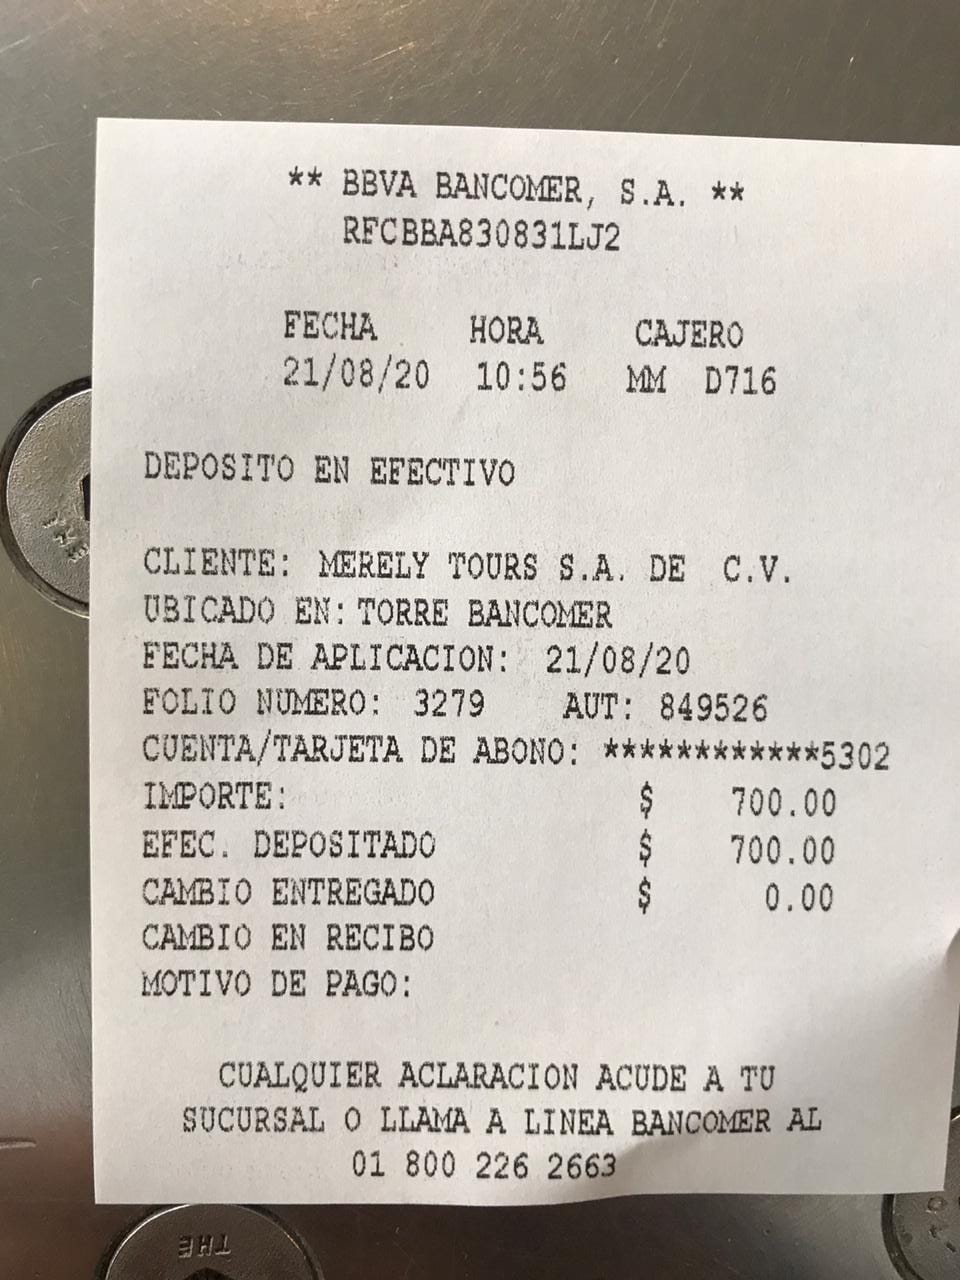 ** BBVA BANCOMER, S.A. **
RFCBBA830831LJ2
FECHA HORA CAJERO
21/08/20 10:56 MM D716
DEPOSITO EN EFECTIVO
CLIENTE: MERELY TOURS S.A. DE C.V.
UBICADO EN: TORRE BANCOMER
FECHA DE APLICACION: 21/08/20
FOLIO NUMERO: 3279 AUT: 849526
CUENTA/TARJETA DE ABONO: ************5302
IMPORTE: $ 700.00
EFEC. DEPOSITADO $ 700.00
CAMBIO ENTREGADO $ 0.00
CAMBIO EN RECIBO
MOTIVO DE PAGO:
CUALQUIER ACLARACION ACUDE A TU
SUCURSAL O LLAMA A LINEA BANCOMER AL
01 800 226 2663
THE